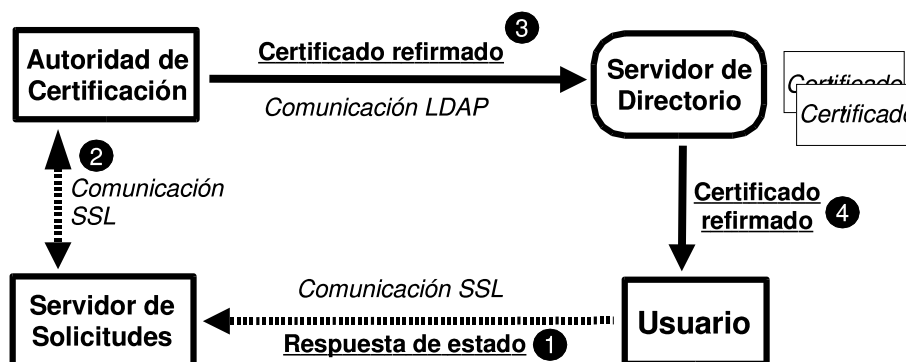 3
Autoridad de
Certificación
Certificado refirmado
Comunicación LDAP
Servidor de
Directorio
Certificado
Certificado
2
Comunicación
SSL
Certificado
refirmado
4
Servidor de
Solicitudes
Comunicación SSL
Respuesta de estado
1
Usuario